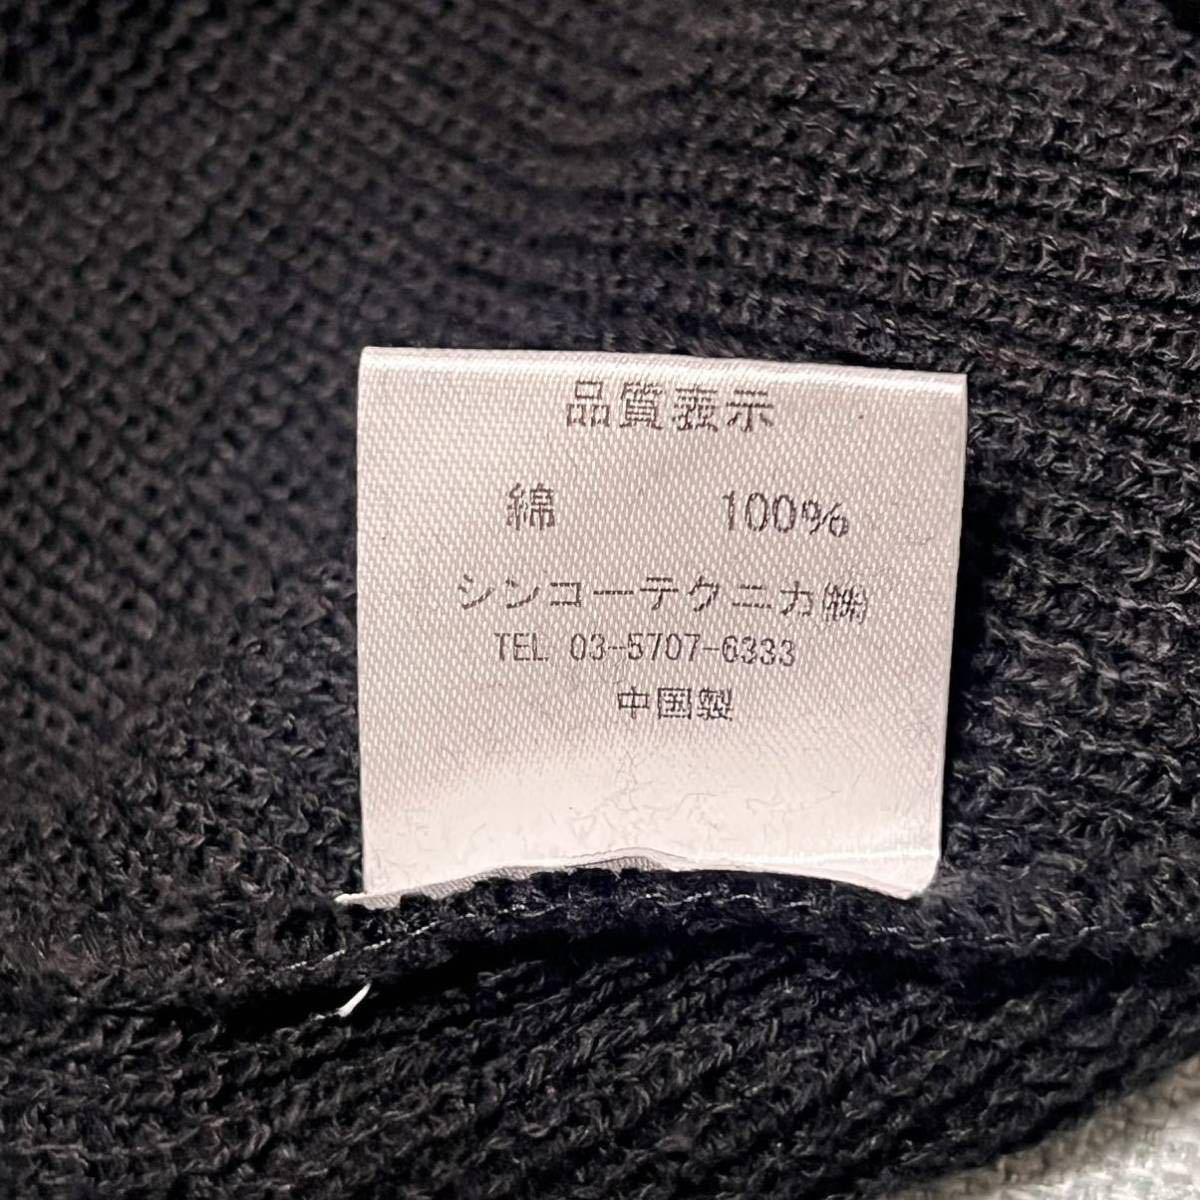 品質表示
綿 100%
シンコーテクニカ㈱
TEL 03-5707-6333
中国製